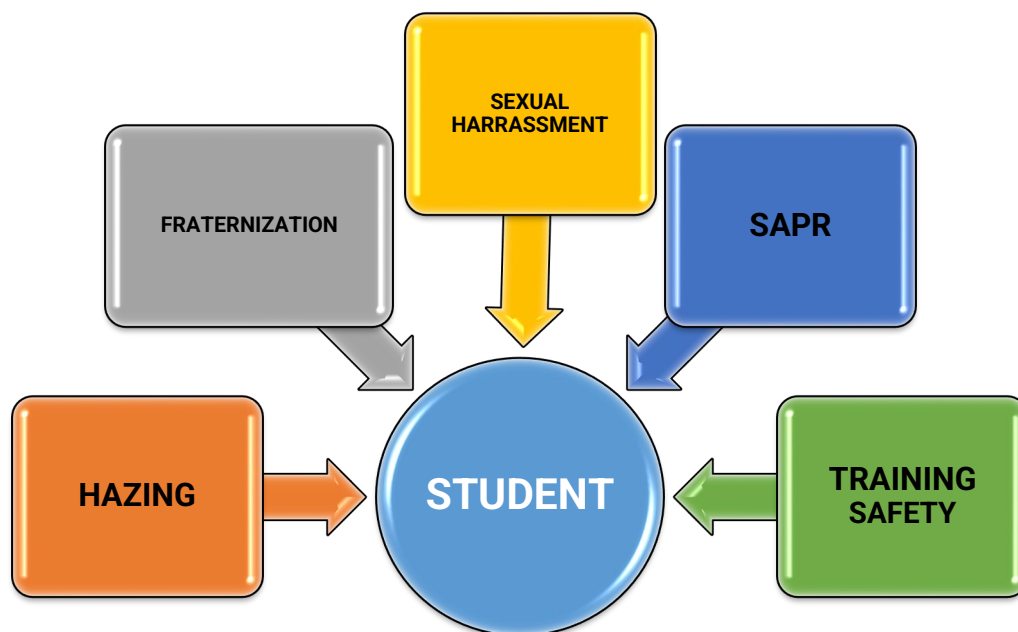 SEXUAL
HARRASSMENT
FRATERNIZATION
SAPR
HAZING
STUDENT
TRAINING
SAFETY